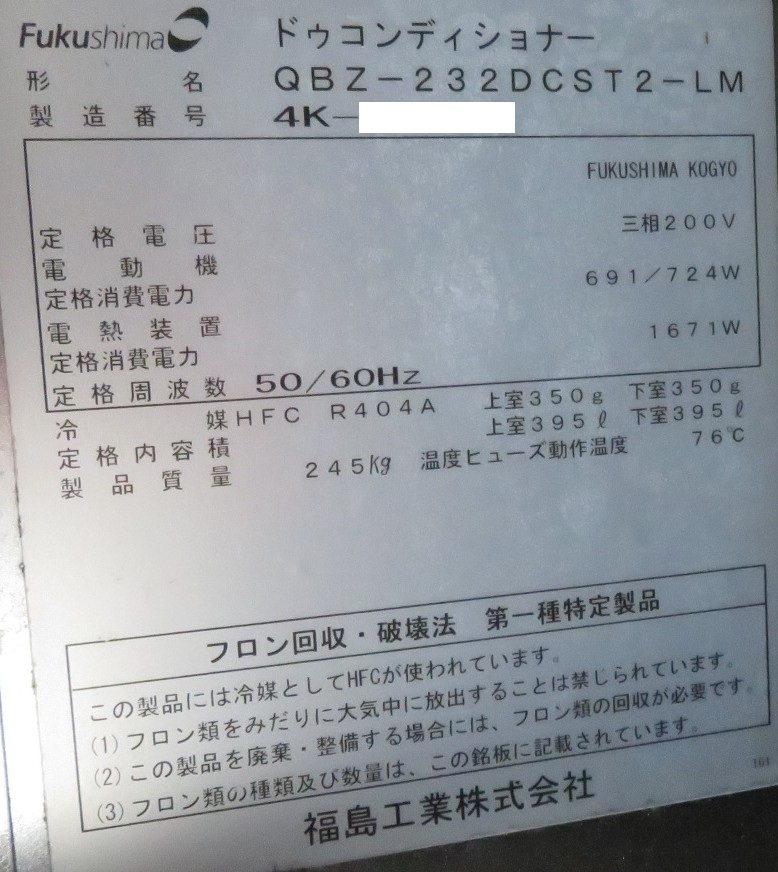 Fukushima ドゥコンディショナー
形名 QBZ-232DCST2-LM
製造番号 4K-
FUKUSHIMA KOGYO
定格電圧 三相200V
電動機
定格消費電力 691/724W
電熱装置
定格消費電力 1671W
定格周波数 50/60Hz
冷媒 HFC R404A 上室350g 下室350g
定格内容積 上室395ℓ 下室395ℓ
製品質量 245kg 温度ヒューズ動作温度 76℃
フロン回収・破壊法 第一種特定製品
この製品には冷媒としてHFCが使われています。
(1) フロン類をみだりに大気中に放出することは禁じられています。
(2) この製品を廃棄・整備する場合には、フロン類の回収が必要です。
(3) フロン類の種類及び数量は、この銘板に記載されています。
福島工業株式会社